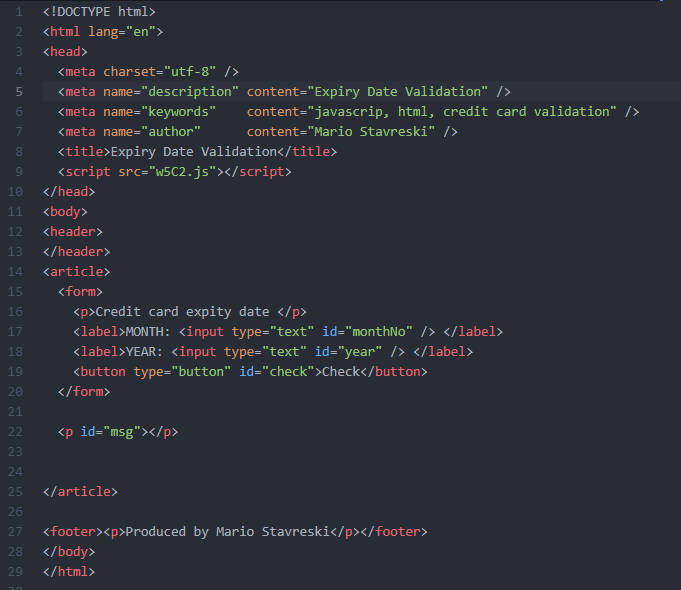 1 <!DOCTYPE html>
2 <html lang="en">
3 <head>
4   <meta charset="utf-8" />
5   <meta name="description" content="Expiry Date Validation" />
6   <meta name="keywords"    content="javascrip, html, credit card validation" />
7   <meta name="author"      content="Mario Stavreski" />
8   <title>Expiry Date Validation</title>
9   <script src="w5C2.js"></script>
10 </head>
11 <body>
12 <header>
13 </header>
14 <article>
15   <form>
16     <p>Credit card expity date </p>
17     <label>MONTH: <input type="text" id="monthNo" /> </label>
18     <label>YEAR: <input type="text" id="year" /> </label>
19     <button type="button" id="check">Check</button>
20   </form>
21
22   <p id="msg"></p>
23
24
25 </article>
26
27 <footer><p>Produced by Mario Stavreski</p></footer>
28 </body>
29 </html>